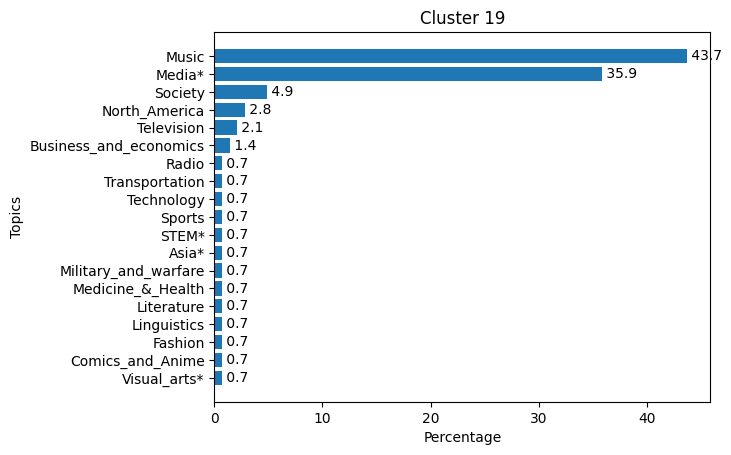 Cluster 19
Topics
Music 43.7
Media* 35.9
Society 4.9
North_America 2.8
Television 2.1
Business_and_economics 1.4
Radio 0.7
Transportation 0.7
Technology 0.7
Sports 0.7
STEM* 0.7
Asia* 0.7
Military_and_warfare 0.7
Medicine_&_Health 0.7
Literature 0.7
Linguistics 0.7
Fashion 0.7
Comics_and_Anime 0.7
Visual_arts* 0.7
0 10 20 30 40
Percentage